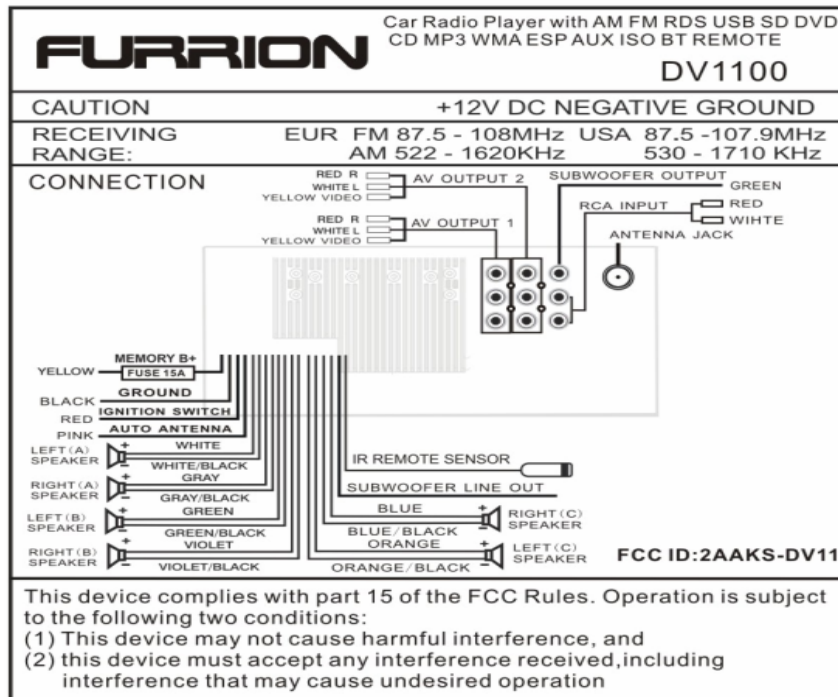 FURRION
Car Radio Player with AM FM RDS USB SD DVD
CD MP3 WMA ESP AUX ISO BT REMOTE
DV1100
CAUTION +12V DC NEGATIVE GROUND
RECEIVING RANGE:
EUR FM 87.5 - 108MHz USA 87.5 -107.9MHz
AM 522 - 1620KHz 530 - 1710 KHz
CONNECTION
RED R
WHITE L
YELLOW VIDEO
AV OUTPUT 2
RED R
WHITE L
YELLOW VIDEO
AV OUTPUT 1
SUBWOOFER OUTPUT
GREEN
RCA INPUT
RED
WIHTE
ANTENNA JACK
MEMORY B+
YELLOW
FUSE 15A
GROUND
BLACK
IGNITION SWITCH
RED
AUTO ANTENNA
PINK
LEFT(A)
SPEAKER
+
-
WHITE
WHITE/BLACK
RIGHT(A)
SPEAKER
+
-
GRAY
GRAY/BLACK
LEFT(B)
SPEAKER
+
-
GREEN
GREEN/BLACK
RIGHT(B)
SPEAKER
+
-
VIOLET
VIOLET/BLACK
IR REMOTE SENSOR
SUBWOOFER LINE OUT
BLUE
BLUE/BLACK
+
-
RIGHT(C)
SPEAKER
ORANGE
ORANGE/BLACK
+
-
LEFT(C)
SPEAKER
FCC ID:2AAKS-DV11
This device complies with part 15 of the FCC Rules. Operation is subject
to the following two conditions:
(1) This device may not cause harmful interference, and
(2) this device must accept any interference received,including
interference that may cause undesired operation